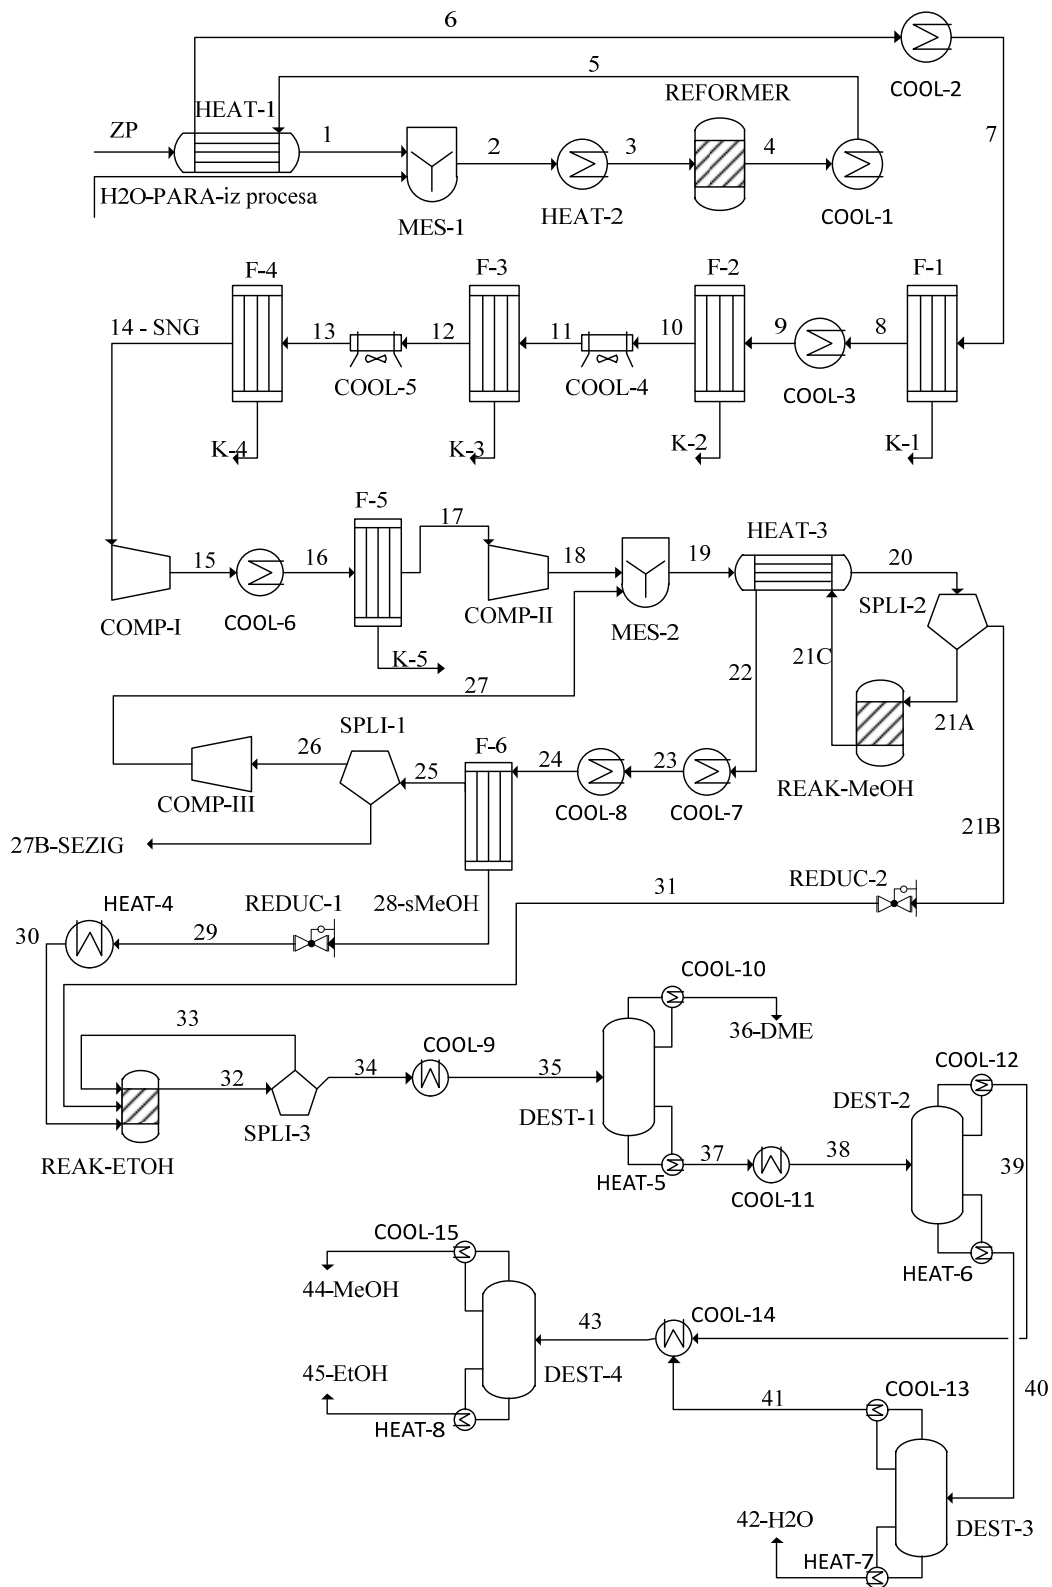 6
COOL-2
5
HEAT-1
REFORMER
ZP
1
2
3
4
7
H2O-PARA-iz procesa
MES-1
HEAT-2
COOL-1
F-4
F-3
F-2
F-1
14 - SNG
13
12
11
10
9
8
COOL-5
COOL-4
COOL-3
K-4
K-3
K-2
K-1
F-5
17
HEAT-3
15
16
18
19
20
SPLI-2
COMP-I
COOL-6
COMP-II
MES-2
K-5
21C
27
22
21A
SPLI-1
F-6
26
25
24
23
COMP-III
COOL-8
COOL-7
REAK-MeOH
27B-SEZIG
21B
HEAT-4
REDUC-1
28-sMeOH
31
REDUC-2
30
29
COOL-10
33
COOL-9
36-DME
32
34
35
COOL-12
SPLI-3
DEST-1
DEST-2
REAK-ETOH
37
38
39
HEAT-5
COOL-11
COOL-15
HEAT-6
44-MeOH
43
COOL-14
45-EtOH
DEST-4
41
COOL-13
40
HEAT-8
42-H2O
DEST-3
HEAT-7